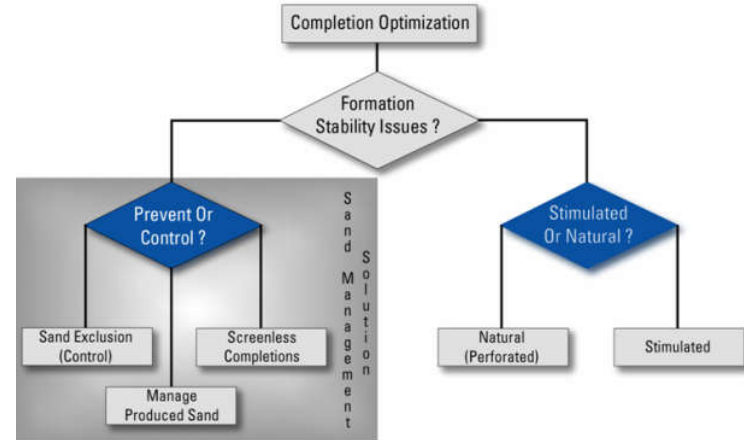 Completion Optimization
Formation
Stability Issues ?
Prevent Or
Control ?
Stimulated
Or Natural ?
Sand Management
Solution
Sand Exclusion
(Control)
Screenless
Completions
Manage
Produced Sand
Natural
(Perforated)
Stimulated